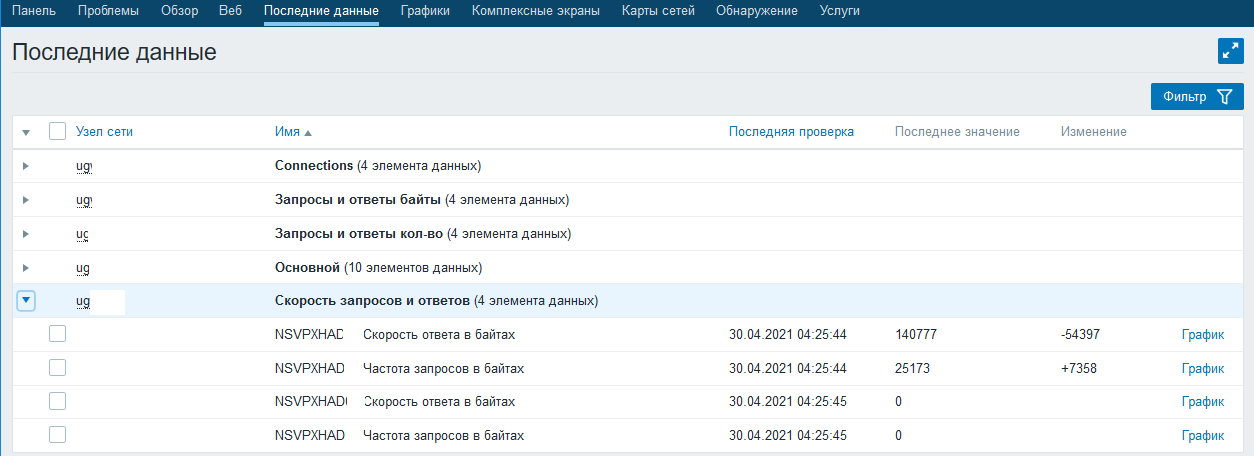 Панель Проблемы Обзор Веб Последние данные Графики Комплексные экраны Карты сетей Обнаружение Услуги
Последние данные
Фильтр
Узел сети Имя Последняя проверка Последнее значение Изменение
Connections (4 элемента данных)
Запросы и ответы байты (4 элемента данных)
Запросы и ответы кол-во (4 элемента данных)
ug Основной (10 элементов данных)
ug Скорость запросов и ответов (4 элемента данных)
NSVPXHAD Скорость ответа в байтах 30.04.2021 04:25:44 140777 -54397 График
NSVPXHAD Частота запросов в байтах 30.04.2021 04:25:44 25173 +7358 График
Скорость ответа в байтах 30.04.2021 04:25:45 0 График
NSVPXHAD Частота запросов в байтах 30.04.2021 04:25:45 0 График